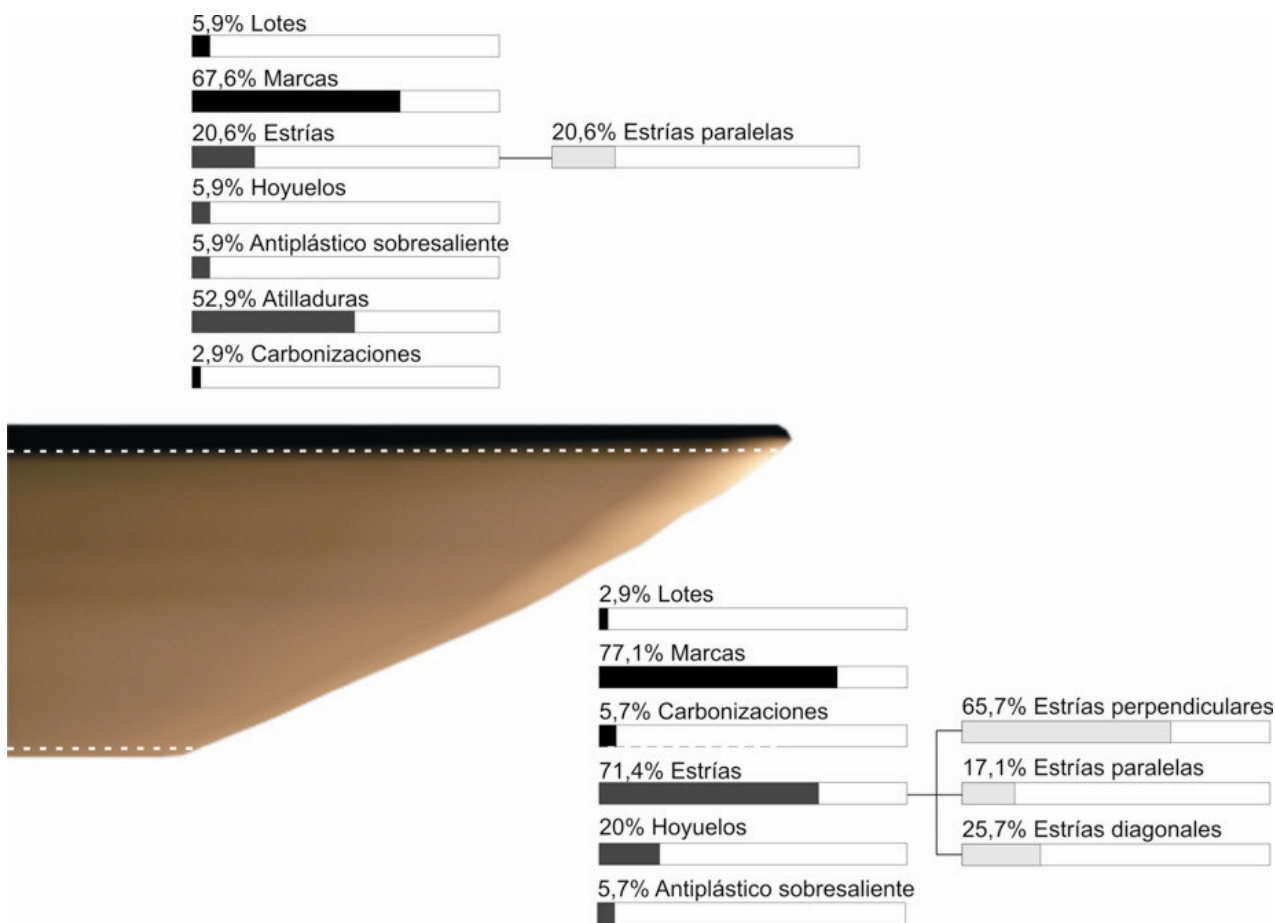 5,9% Lotes
67,6% Marcas
20,6% Estrías
20,6% Estrías paralelas
5,9% Hoyuelos
5,9% Antiplástico sobresaliente
52,9% Atilladuras
2,9% Carbonizaciones
2,9% Lotes
77,1% Marcas
5,7% Carbonizaciones
71,4% Estrías
65,7% Estrías perpendiculares
17,1% Estrías paralelas
25,7% Estrías diagonales
20% Hoyuelos
5,7% Antiplástico sobresaliente